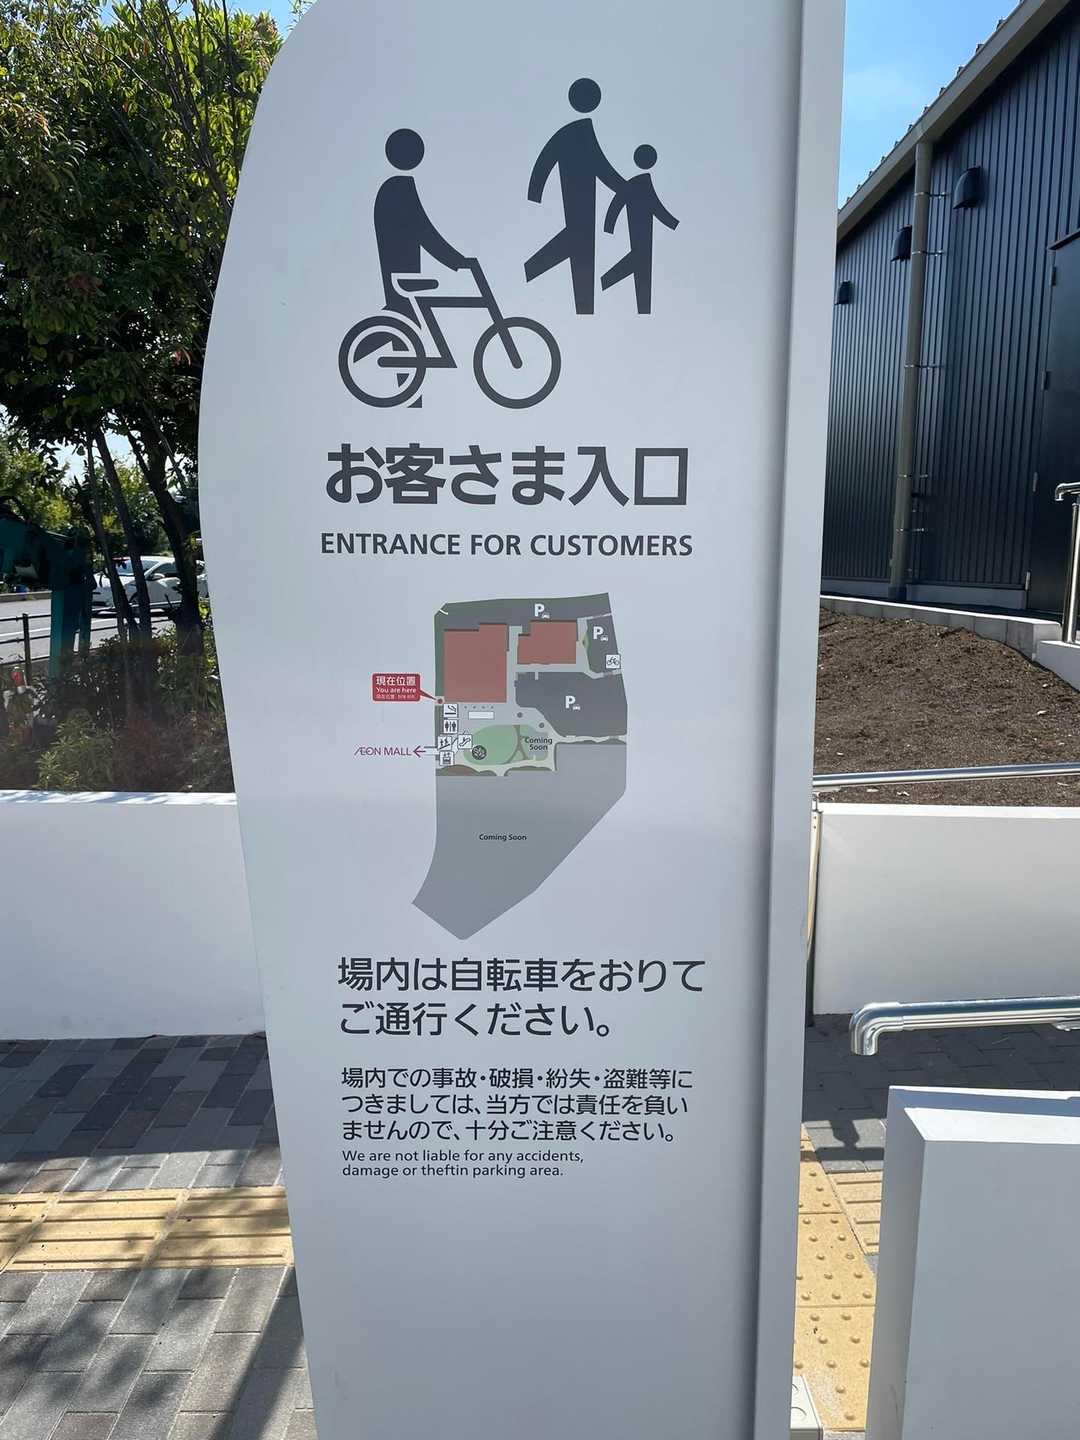 お客さま入口
ENTRANCE FOR CUSTOMERS
P
P
現在位置
You are here
P
ÆON MALL
Coming
Soon
Coming Soon
場内は自転車をおりて
ご通行ください。
場内での事故・破損・紛失・盗難等に
つきましては、当方では責任を負い
ませんので、十分ご注意ください。
We are not liable for any accidents,
damage or theftin parking area.